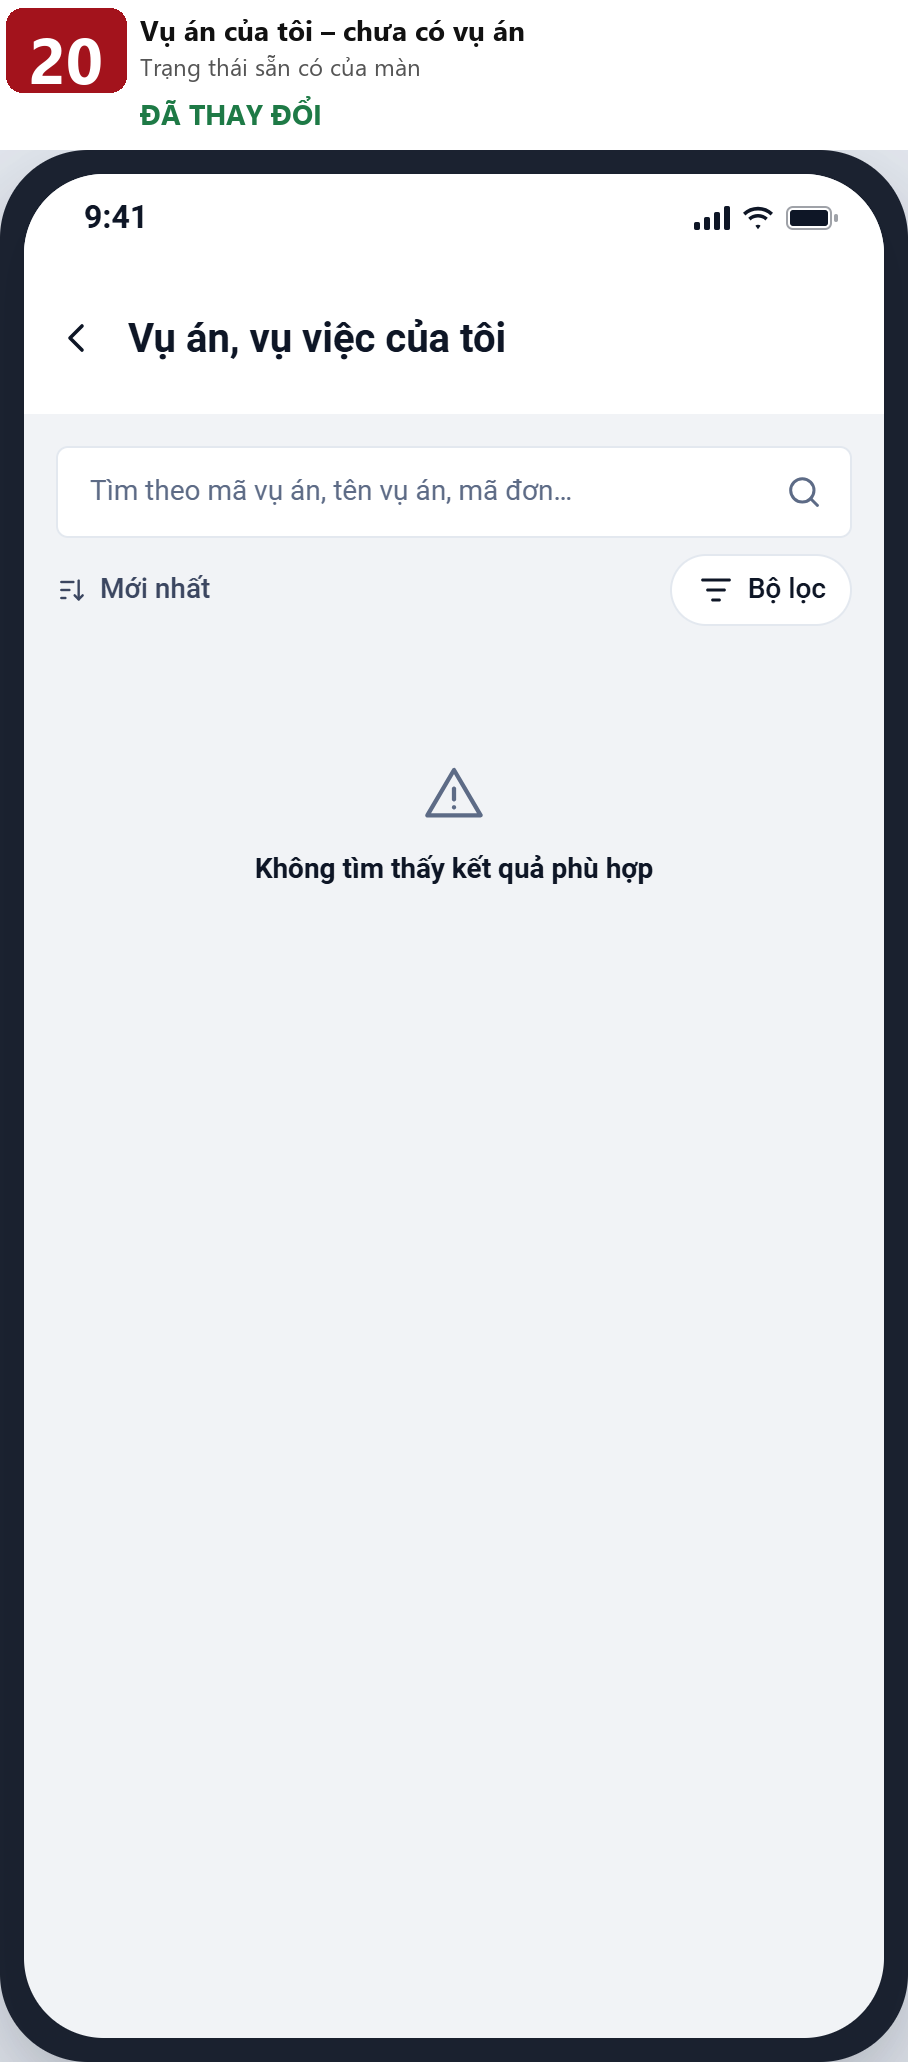 20
Vụ án của tôi – chưa có vụ án
Trạng thái sẵn có của màn
ĐÃ THAY ĐỔI
9:41
Vụ án, vụ việc của tôi
Tìm theo mã vụ án, tên vụ án, mã đơn...
Mới nhất
Bộ lọc
Không tìm thấy kết quả phù hợp